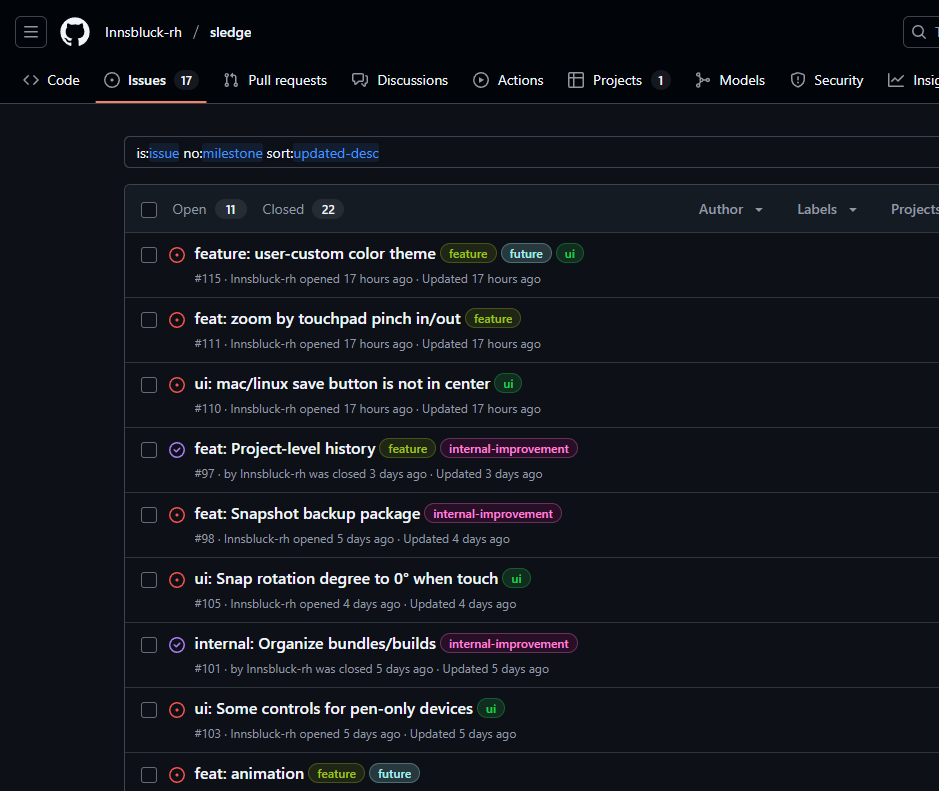 Innsbluck-rh / sledge
Code Issues 17 Pull requests Discussions Actions Projects 1 Models Security
is:issue no:milestone sort:updated-desc
Open 11 Closed 22 Author Labels Projects
feature: user-custom color theme feature future ui
#115 · Innsbluck-rh opened 17 hours ago · Updated 17 hours ago
feat: zoom by touchpad pinch in/out feature
#111 · Innsbluck-rh opened 17 hours ago · Updated 17 hours ago
ui: mac/linux save button is not in center ui
#110 · Innsbluck-rh opened 17 hours ago · Updated 17 hours ago
feat: Project-level history feature internal-improvement
#97 · by Innsbluck-rh was closed 3 days ago · Updated 3 days ago
feat: Snapshot backup package internal-improvement
#98 · Innsbluck-rh opened 5 days ago · Updated 4 days ago
ui: Snap rotation degree to 0° when touch ui
#105 · Innsbluck-rh opened 4 days ago · Updated 4 days ago
internal: Organize bundles/builds internal-improvement
#101 · by Innsbluck-rh was closed 5 days ago · Updated 5 days ago
ui: Some controls for pen-only devices ui
#103 · Innsbluck-rh opened 5 days ago · Updated 5 days ago
feat: animation feature future